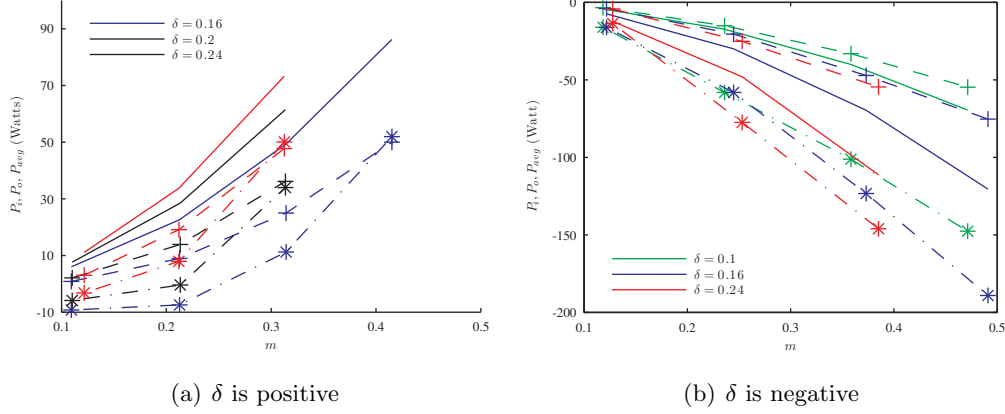 90
70
50
30
10
-10
0.1
0.2
0.3
0.4
0.5
P_i, P_o, P_avg (Watts)
m
δ = 0.16
δ = 0.2
δ = 0.24
(a) δ is positive
0
-50
-100
-150
-200
0.1
0.2
0.3
0.4
0.5
P_i, P_o, P_avg (Watt)
m
δ = 0.1
δ = 0.16
δ = 0.24
(b) δ is negative